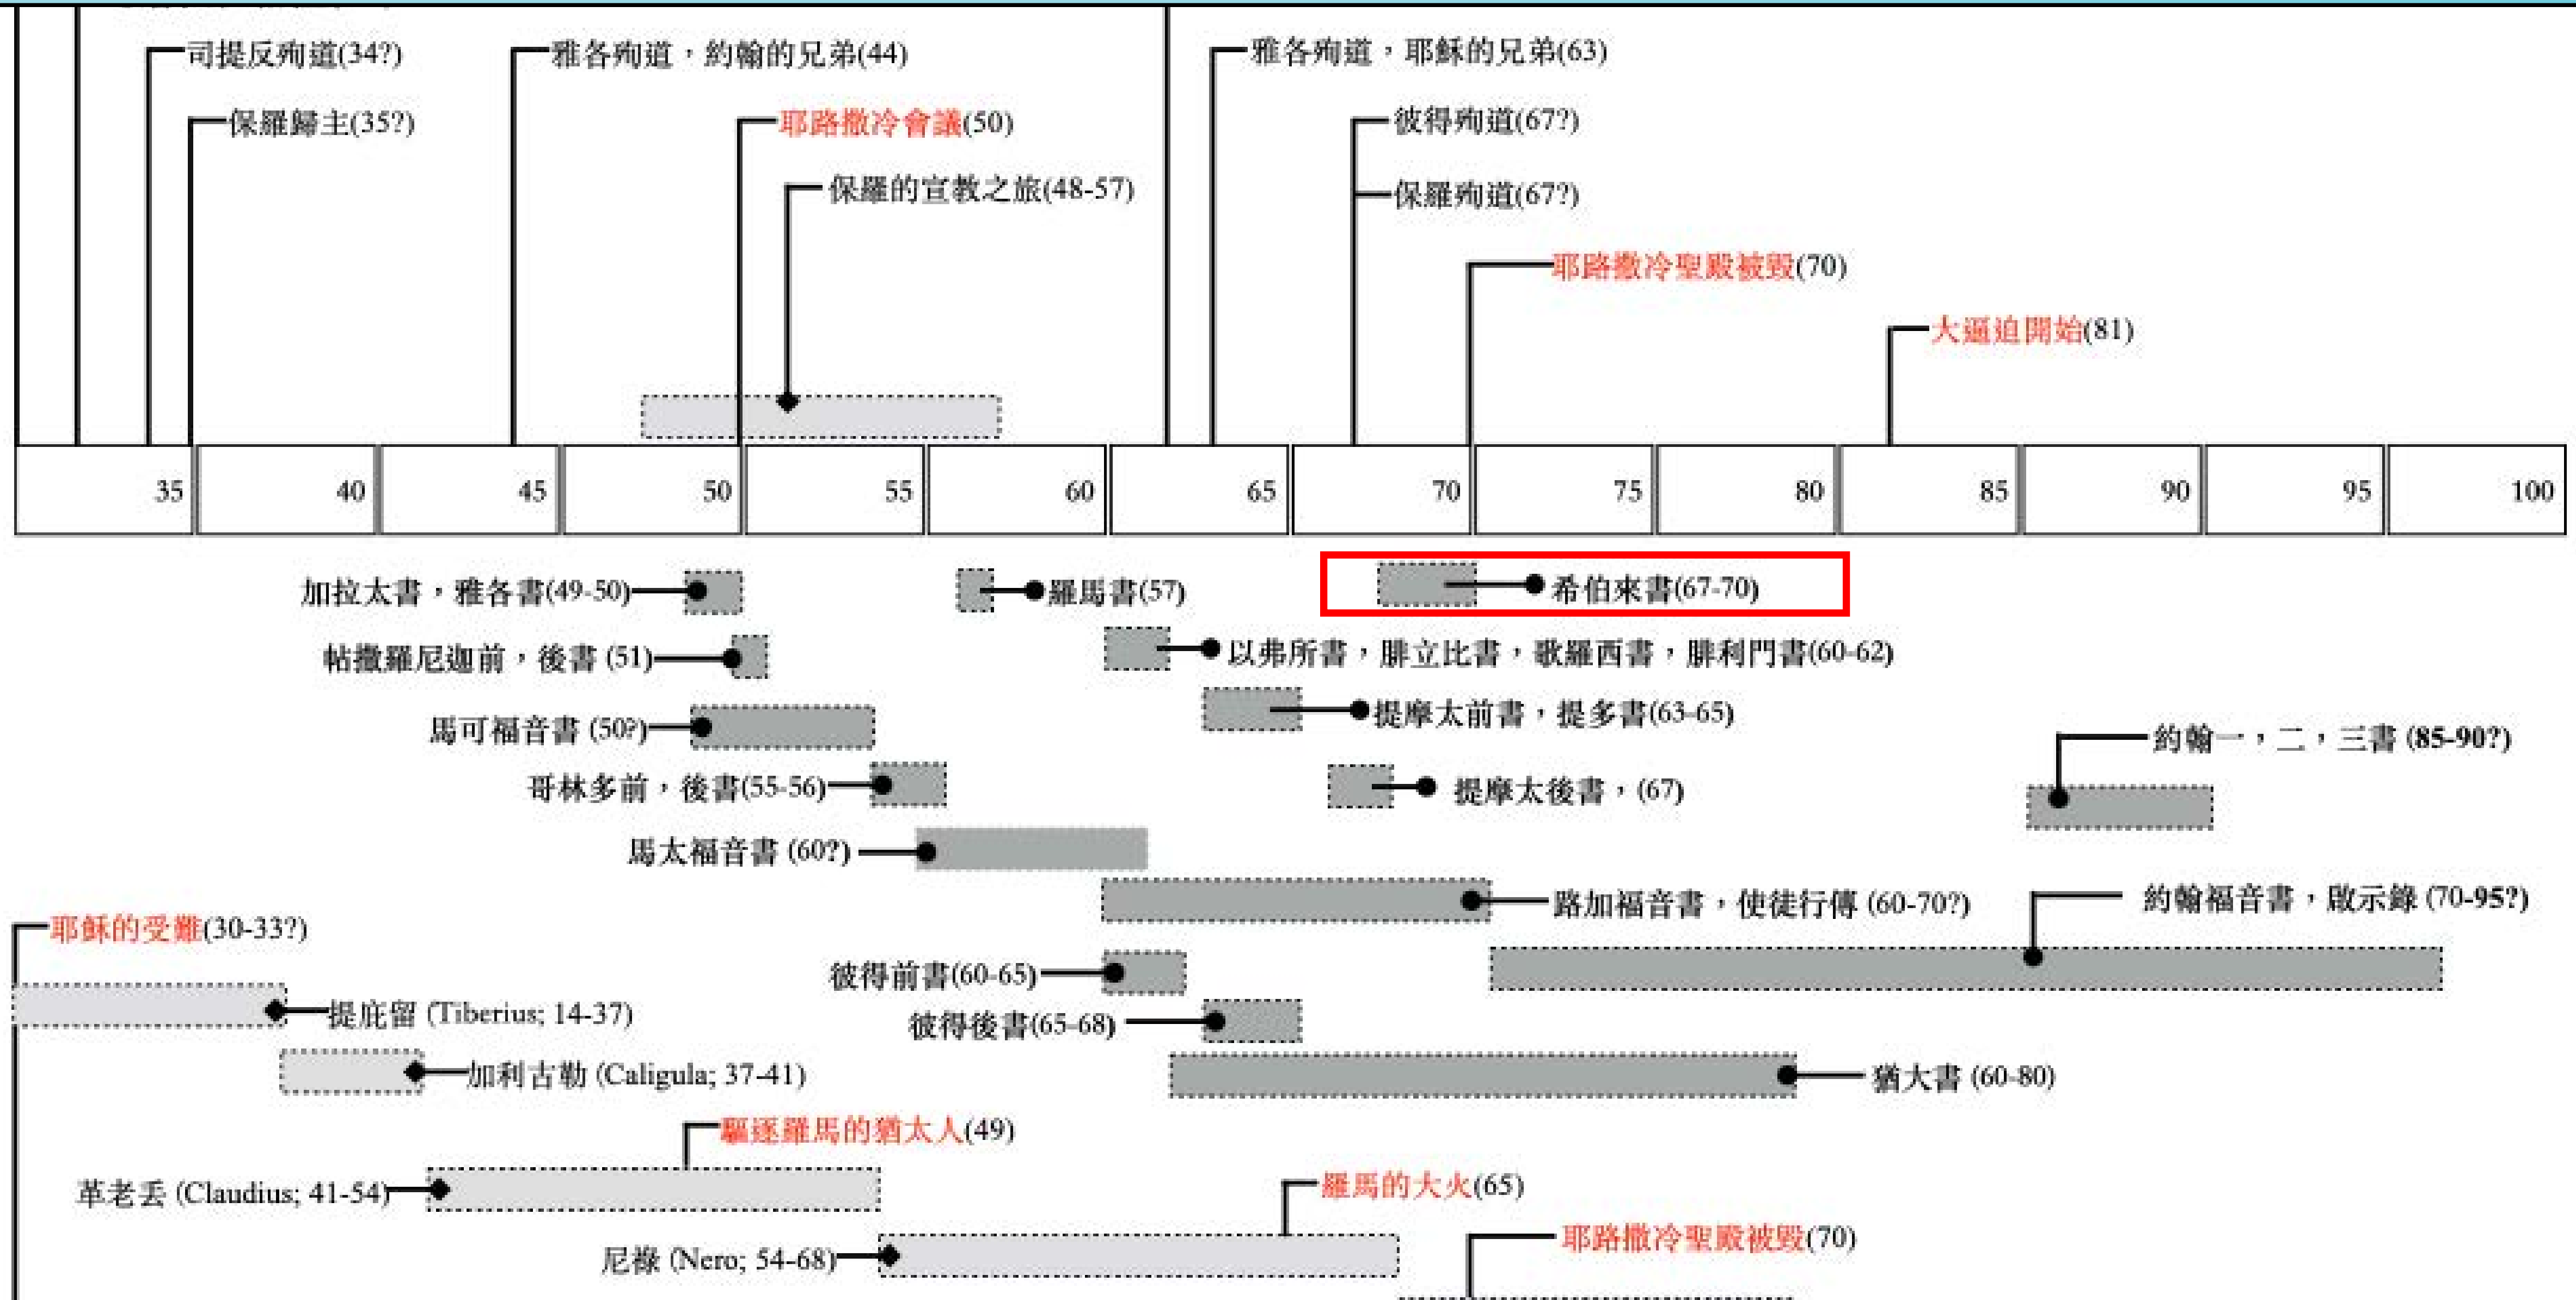 司提反殉道(34?)
雅各殉道，約翰的兄弟(44)
雅各殉道，耶穌的兄弟(63)
保羅歸主(35?)
耶路撒冷會議(50)
彼得殉道(67?)
保羅的宣教之旅(48-57)
保羅殉道(67?)
耶路撒冷聖殿被毀(70)
大逼迫開始(81)
35 40 45 50 55 60 65 70 75 80 85 90 95 100
加拉太書，雅各書(49-50)
羅馬書(57)
希伯來書(67-70)
帖撒羅尼迦前，後書 (51)
以弗所書，腓立比書，歌羅西書，腓利門書(60-62)
馬可福音書 (50?)
提摩太前書，提多書(63-65)
約翰一，二，三書 (85-90?)
哥林多前，後書(55-56)
提摩太後書，(67)
馬太福音書 (60?)
路加福音書，使徒行傳 (60-70?)
約翰福音書，啟示錄 (70-95?)
耶穌的受難(30-33?)
彼得前書(60-65)
提庇留 (Tiberius; 14-37)
彼得後書(65-68)
加利古勒 (Caligula; 37-41)
猶大書 (60-80)
驅逐羅馬的猶太人(49)
革老丟 (Claudius; 41-54)
羅馬的大火(65)
尼祿 (Nero; 54-68)
耶路撒冷聖殿被毀(70)